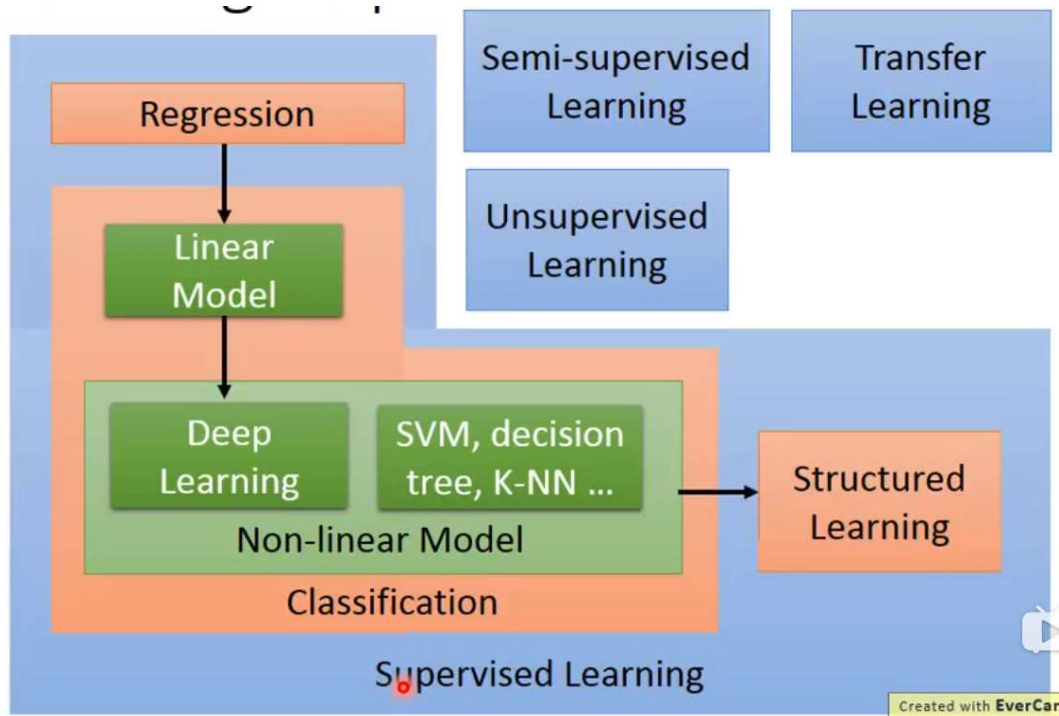 Semi-supervised
Learning
Transfer
Learning
Regression
Unsupervised
Learning
Linear
Model
Deep
Learning
SVM, decision
tree, K-NN ...
Structured
Learning
Non-linear Model
Classification
Supervised Learning
Created with EverCam